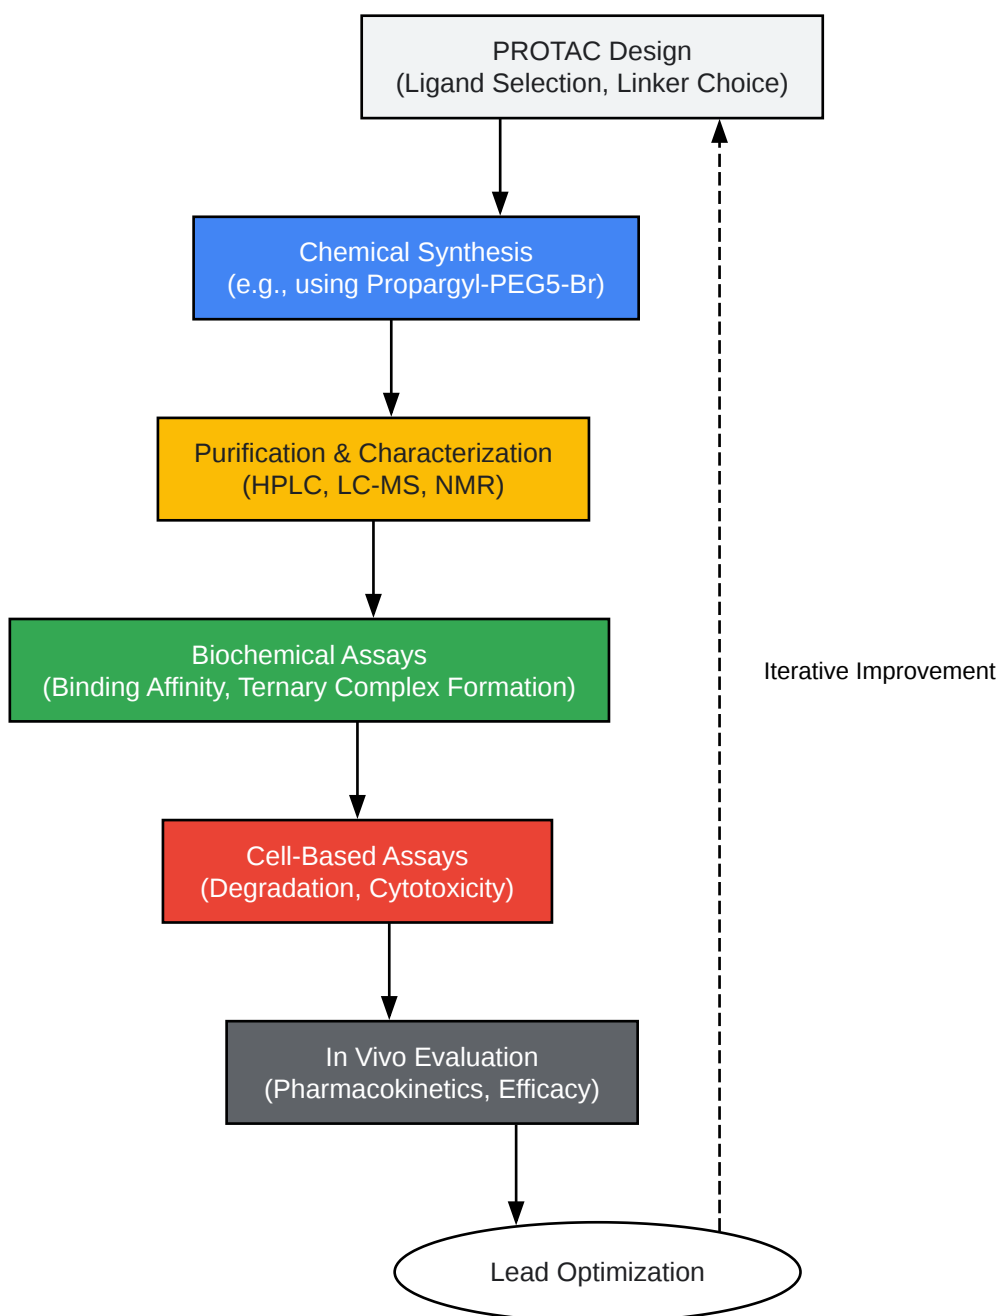 PROTAC Design
(Ligand Selection, Linker Choice)
Chemical Synthesis
(e.g., using Propargyl-PEG5-Br)
Purification & Characterization
(HPLC, LC-MS, NMR)
Biochemical Assays
(Binding Affinity, Ternary Complex Formation)
Iterative Improvement
Cell-Based Assays
(Degradation, Cytotoxicity)
In Vivo Evaluation
(Pharmacokinetics, Efficacy)
Lead Optimization